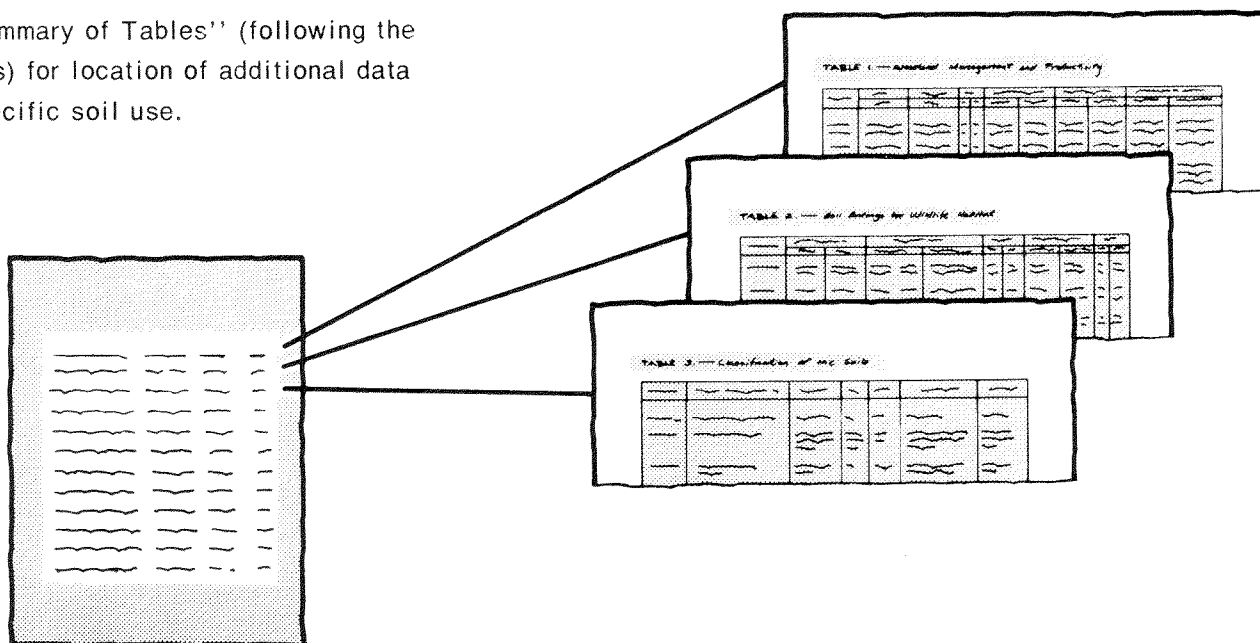 mmary of Tables'' (following the
s) for location of additional data
cific soil use.
TABLE 1. — Woodland Management and Productivity
TABLE 2. — Soil Ratings for Wildlife Habitat
TABLE 3. — Classification of the Soils